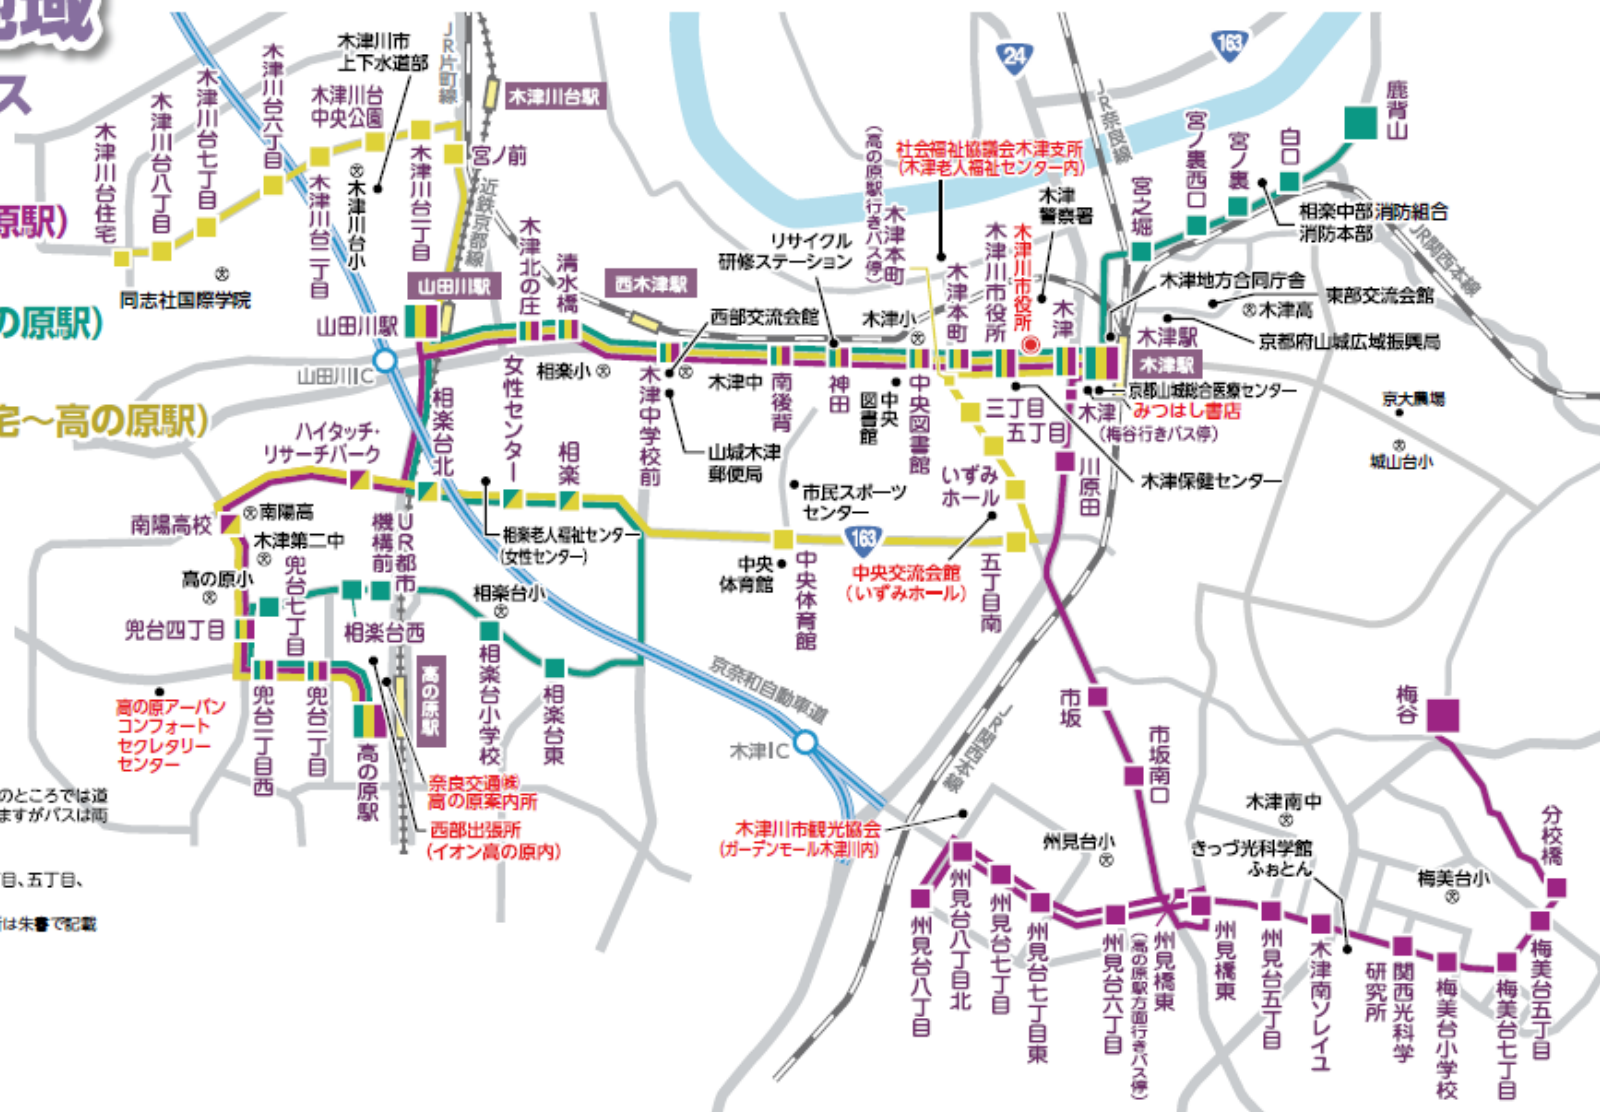 地域
ス
原駅)
の原駅)
宅～高の原駅)
のところでは道
ますがバスは両
目、五丁目、
は朱書で記載
木津川台住宅
木津川台八丁目
木津川台七丁目
木津川台六丁目
木津川台
中央公園
木津川市
上下水道部
JR片町線
木津川台駅
木津川台三丁目
木津川台小
木津川台二丁目
宮ノ前
近鉄京都線
同志社国際学院
山田川駅
山田川駅
山田川IC
木津北の庄
清水橋
西木津駅
リサイクル
研修ステーション
西部交流会館
木津小
木津本町
(高の原駅行きバス停)
社会福祉協議会木津支所
(木津老人福祉センター内)
木津本町
木津川市役所
木津川市役所
木津
警察署
木津
24
163
JR奈良線
宮之堀
宮ノ裏西口
宮ノ裏
白口
鹿背山
相楽中部消防組合
消防本部
JR関西本線
木津地方合同庁舎
東部交流会館
木津高
木津駅
木津駅
京都府山城広域振興局
京都山城総合医療センター
みつはし書店
木津
(梅谷行きバス停)
京大農場
城山台小
木津保健センター
川原田
三丁目
五丁目
いずみ
ホール
中央図書館
中央
図書館
神田
南後背
木津中
木津中学校前
山城木津
郵便局
相楽小
女性センター
相楽
相楽台北
ハイタッチ・
リサーチパーク
南陽高校
南陽高
木津第二中
高の原小
兜台七丁目
UR都市
機構前
相楽老人福祉センター
(女性センター)
相楽台小
市民スポーツ
センター
163
中央
体育館
中央体育館
中央交流会館
(いずみホール)
五丁目南
兜台四丁目
相楽台西
相楽台小学校
相楽台東
高の原駅
高の原アーバン
コンフォート
セクレタリー
センター
兜台二丁目西
兜台二丁目
高の原駅
奈良交通㈱
高の原案内所
西部出張所
(イオン高の原内)
京奈和自動車道
木津IC
JR関西本線
木津川市観光協会
(ガーデンモール木津川内)
市坂
市坂南口
梅谷
分校橋
木津南中
きっづ光科学館
ふぉとん
梅美台小
州見台小
州見台八丁目
州見台八丁目北
州見台七丁目
州見台七丁目東
州見台六丁目
州見橋東
(高の原駅方面行きバス停)
州見橋東
州見台五丁目
木津南ソレイユ
関西光科学
研究所
梅美台小学校
梅美台七丁目
梅美台五丁目